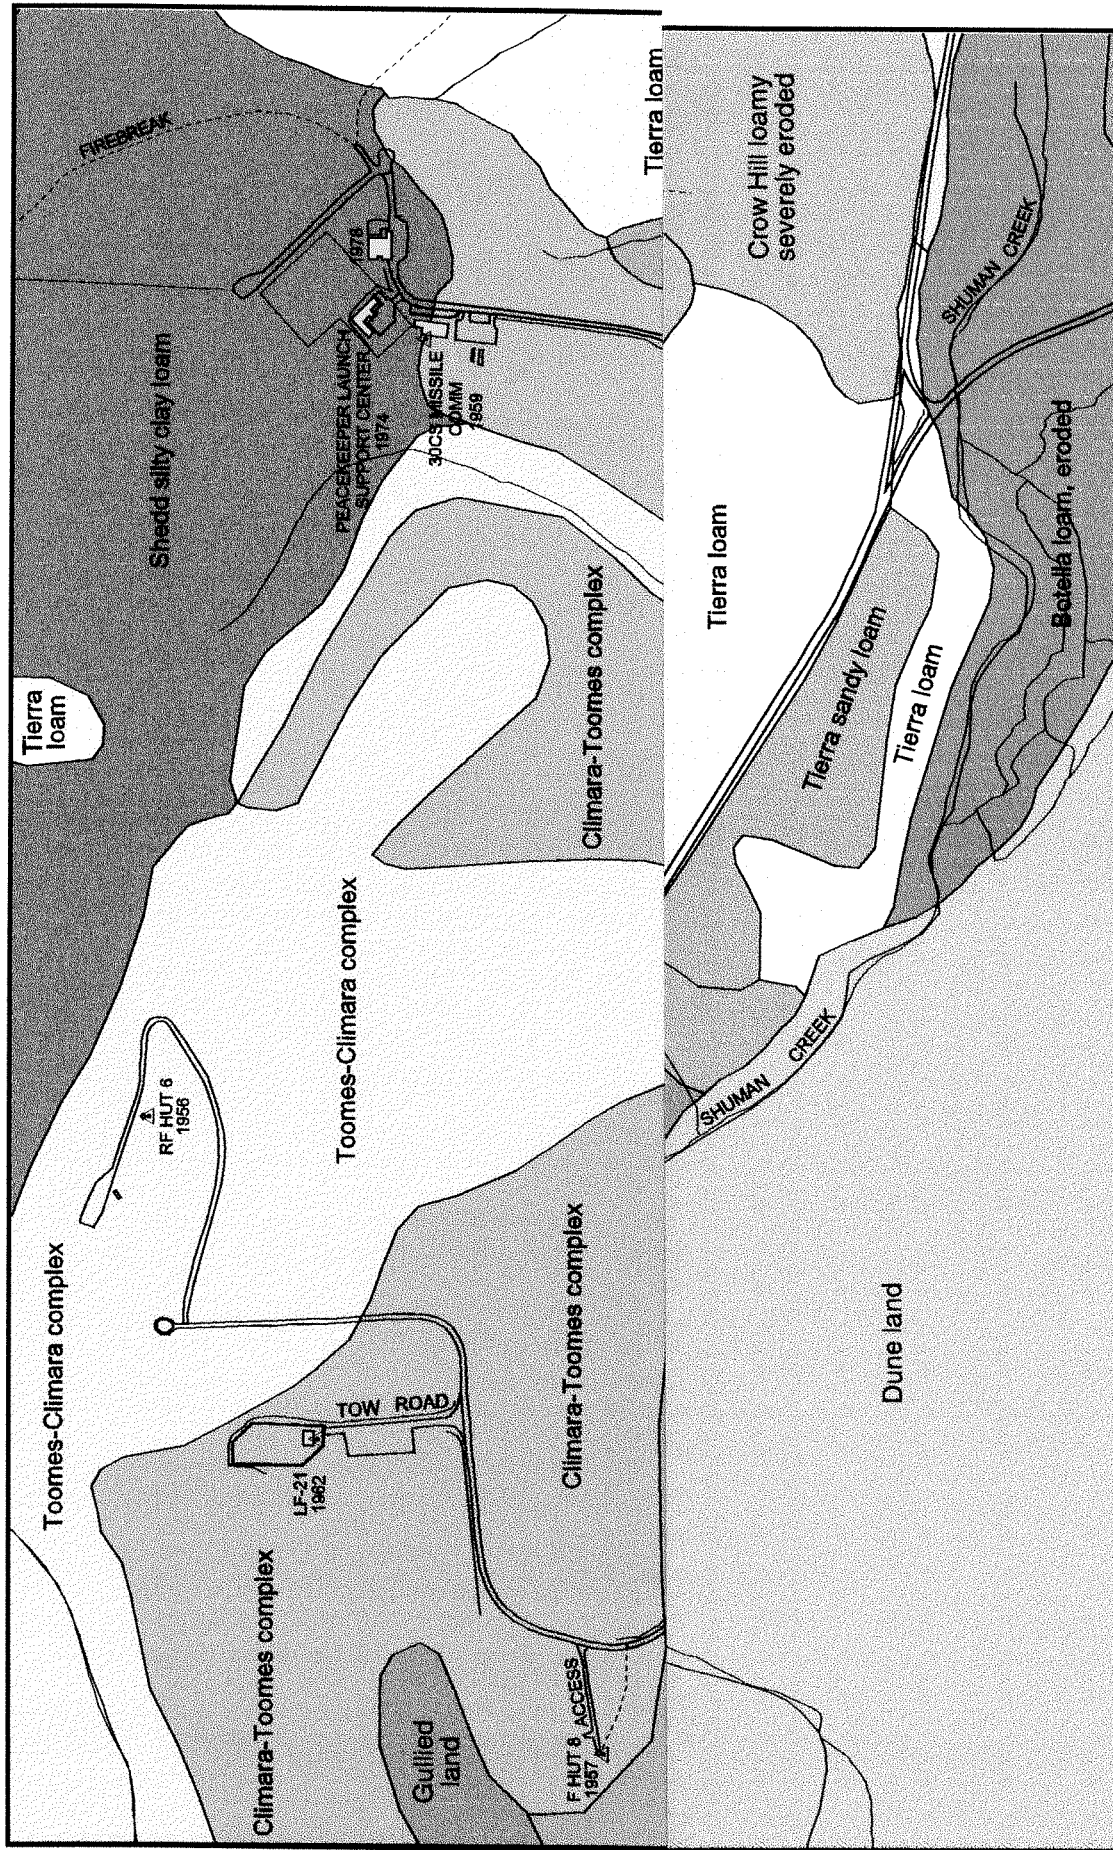 FIREBREAK
1978
PEACEKEEPER LAUNCH
SUPPORT CENTER
1974
30CS MISSILE
COMM
1959
Shedd silty clay loam
Tierra
loam
Tierra loam
Crow Hill loamy
severely eroded
SHUMAN CREEK
Botella loam, eroded
Tierra loam
Tierra sandy loam
Tierra loam
Climara-Toomes complex
Toomes-Climara complex
RF HUT 6
1956
Toomes-Climara complex
SHUMAN CREEK
Climara-Toomes complex
TOW ROAD
LF-21
1962
Climara-Toomes complex
Gullied
land
F HUT 8 ACCESS
1957
Dune land